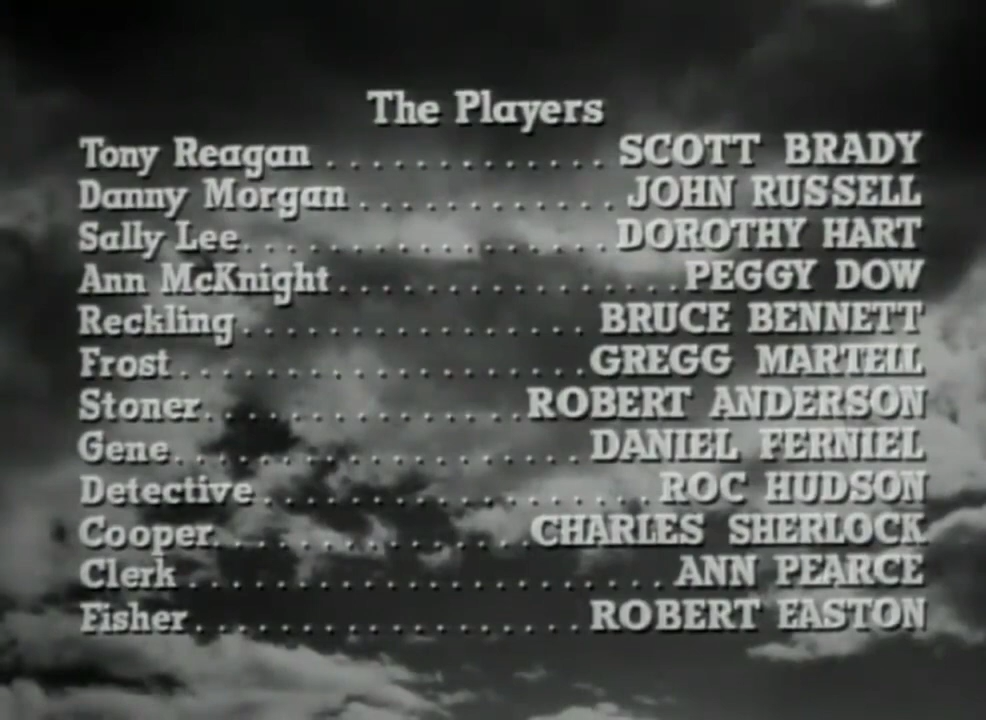 The Players
Tony Reagan . . . . . . . . . . . . . SCOTT BRADY
Danny Morgan . . . . . . . . . . . . JOHN RUSSELL
Sally Lee. . . . . . . . . . . . . . . . . DOROTHY HART
Ann McKnight . . . . . . . . . . . . . . . . PEGGY DOW
Reckling . . . . . . . . . . . . . . . . BRUCE BENNETT
Frost . . . . . . . . . . . . . . . . . . . GREGG MARTELL
Stoner. . . . . . . . . . . . . . . ROBERT ANDERSON
Gene. . . . . . . . . . . . . . . . . . . DANIEL FERNIEL
Detective . . . . . . . . . . . . . . . . . . ROC HUDSON
Cooper. . . . . . . . . . . . . . . CHARLES SHERLOCK
Clerk . . . . . . . . . . . . . . . . . . . . . . . ANN PEARCE
Fisher . . . . . . . . . . . . . . . . . . ROBERT EASTON